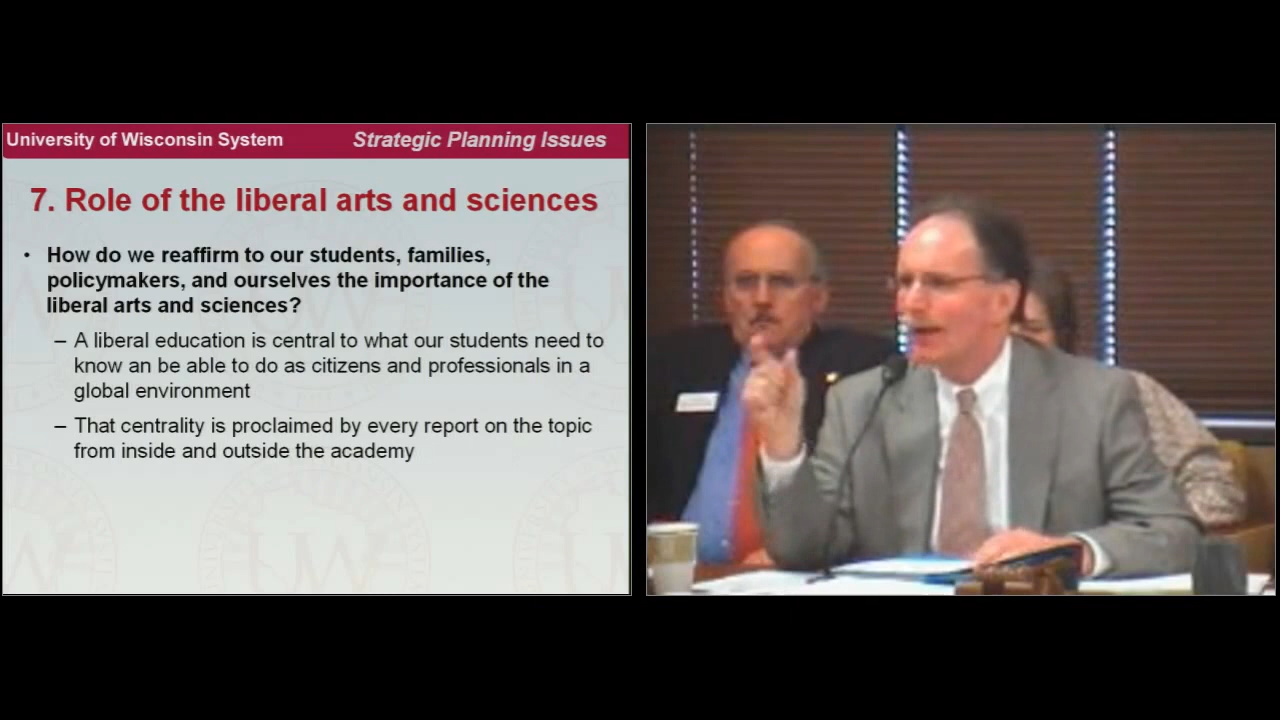 University of Wisconsin System Strategic Planning Issues
7. Role of the liberal arts and sciences
• How do we reaffirm to our students, families,
policymakers, and ourselves the importance of the
liberal arts and sciences?
– A liberal education is central to what our students need to
know an be able to do as citizens and professionals in a
global environment
– That centrality is proclaimed by every report on the topic
from inside and outside the academy